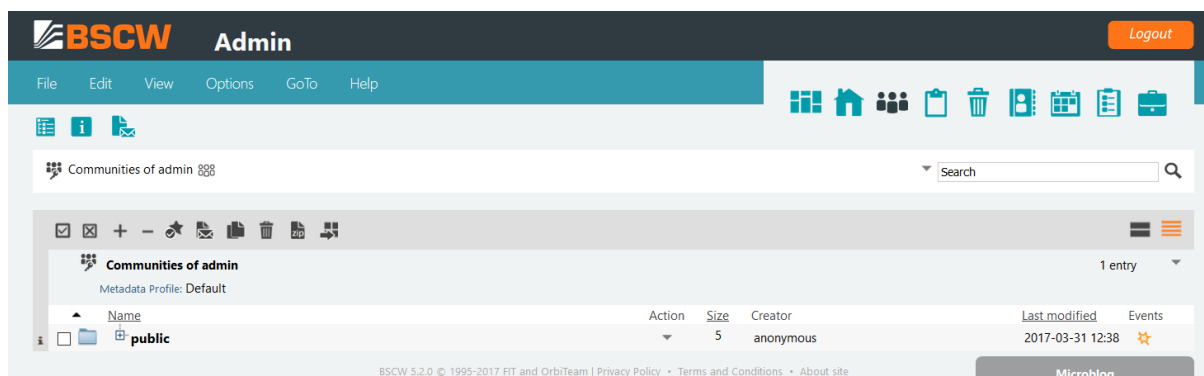 BSCW Admin Logout
File Edit View Options GoTo Help
Communities of admin Search
Communities of admin 1 entry
Metadata Profile: Default
Name Action Size Creator Last modified Events
public 5 anonymous 2017-03-31 12:38
BSCW 5.2.0 © 1995-2017 FIT and OrbiTeam | Privacy Policy • Terms and Conditions • About site
Microblog